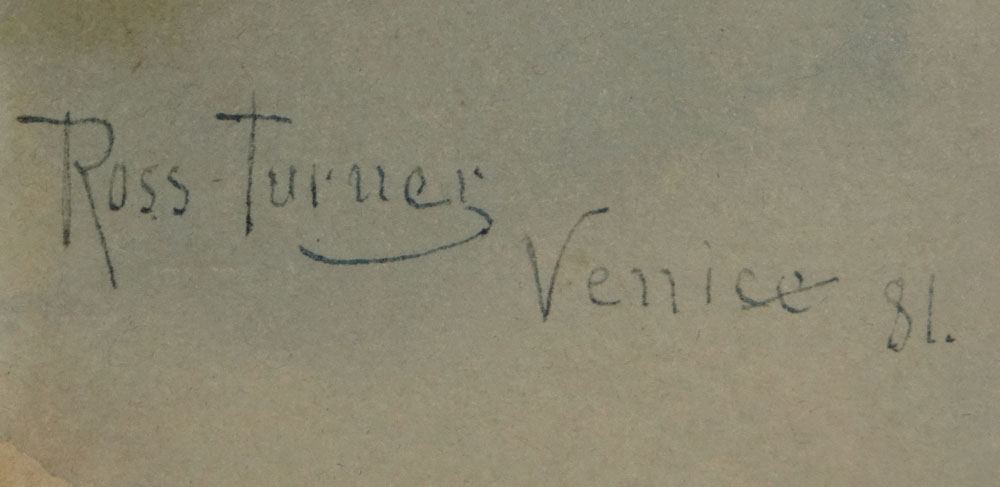 Ross Turner
Venice 81.